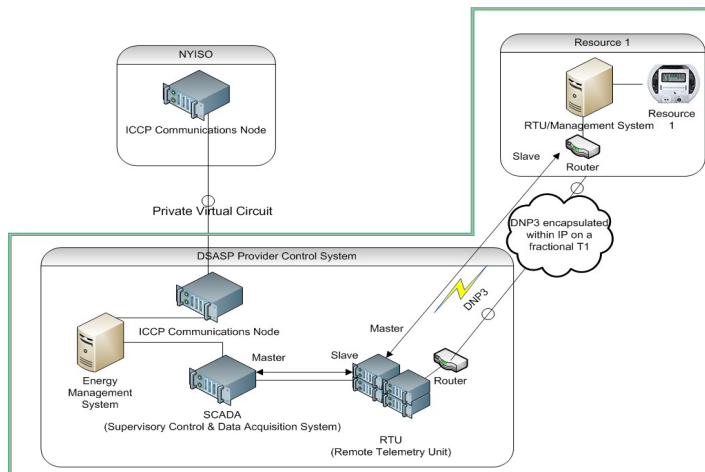 NYISO
ICCP Communications Node
Private Virtual Circuit
Resource 1
RTU/Management System
Resource
1
Slave
Router
DNP3 encapsulated
within IP on a
fractional T1
DNP3
DSASP Provider Control System
ICCP Communications Node
Energy
Management
System
Master
Slave
Master
Router
SCADA
(Supervisory Control & Data Acquisition System)
RTU
(Remote Telemetry Unit)